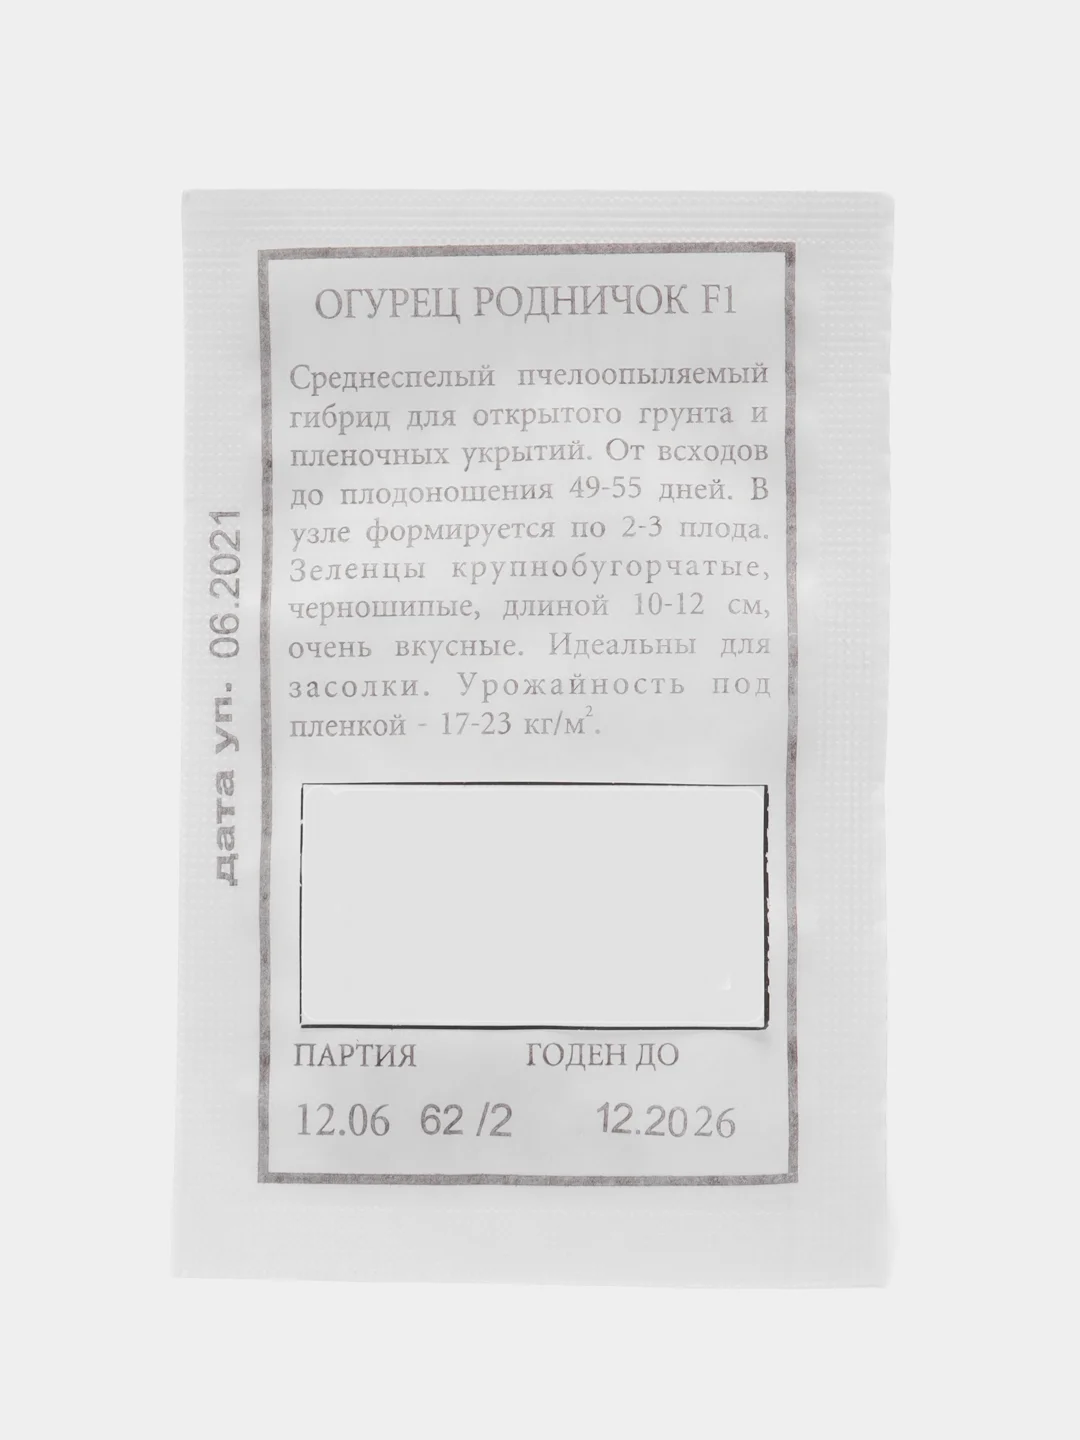 ОГУРЕЦ РОДНИЧОК F1
Среднеспелый пчелоопыляемый
гибрид для открытого грунта и
пленочных укрытий. От всходов
до плодоношения 49-55 дней. В
узле формируется по 2-3 плода.
Зеленцы крупнобугорчатые,
черношипые, длиной 10-12 см,
очень вкусные. Идеальны для
засолки. Урожайность под
пленкой - 17-23 кг/м².
ПАРТИЯ ГОДЕН ДО
12.06 62 /2 12.2026
дата уп. 06.2021